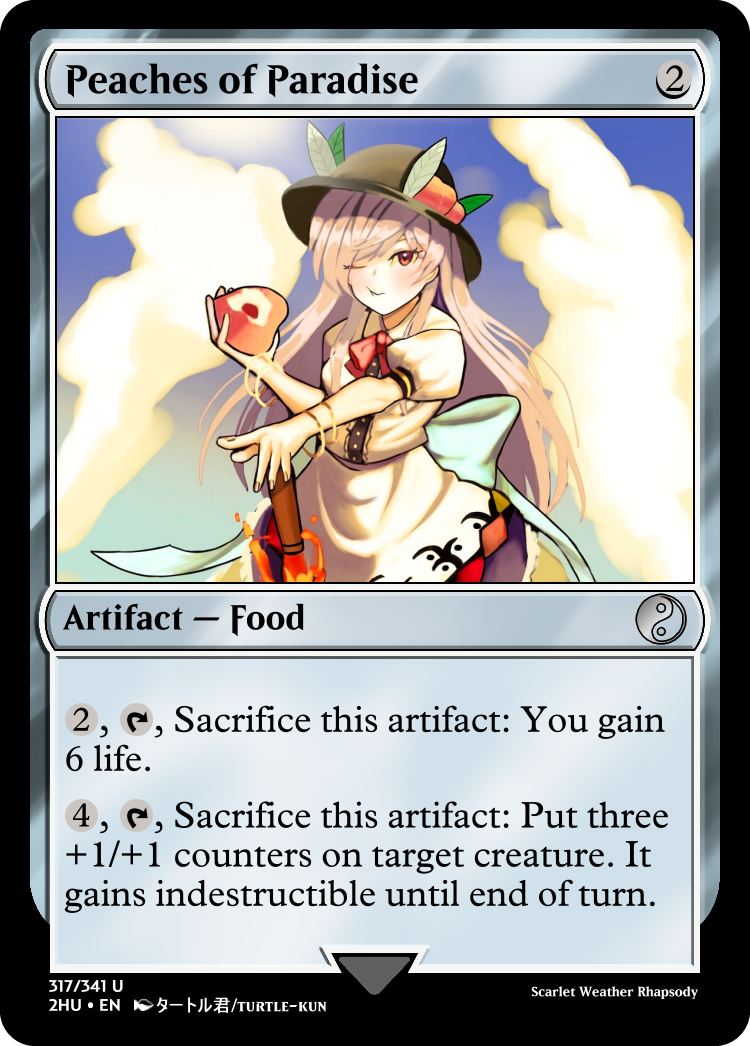 Peaches of Paradise 2
Artifact — Food
2, T, Sacrifice this artifact: You gain
6 life.
4, T, Sacrifice this artifact: Put three
+1/+1 counters on target creature. It
gains indestructible until end of turn.
317/341 U
2HU • EN タートル君/TURTLE-KUN
Scarlet Weather Rhapsody